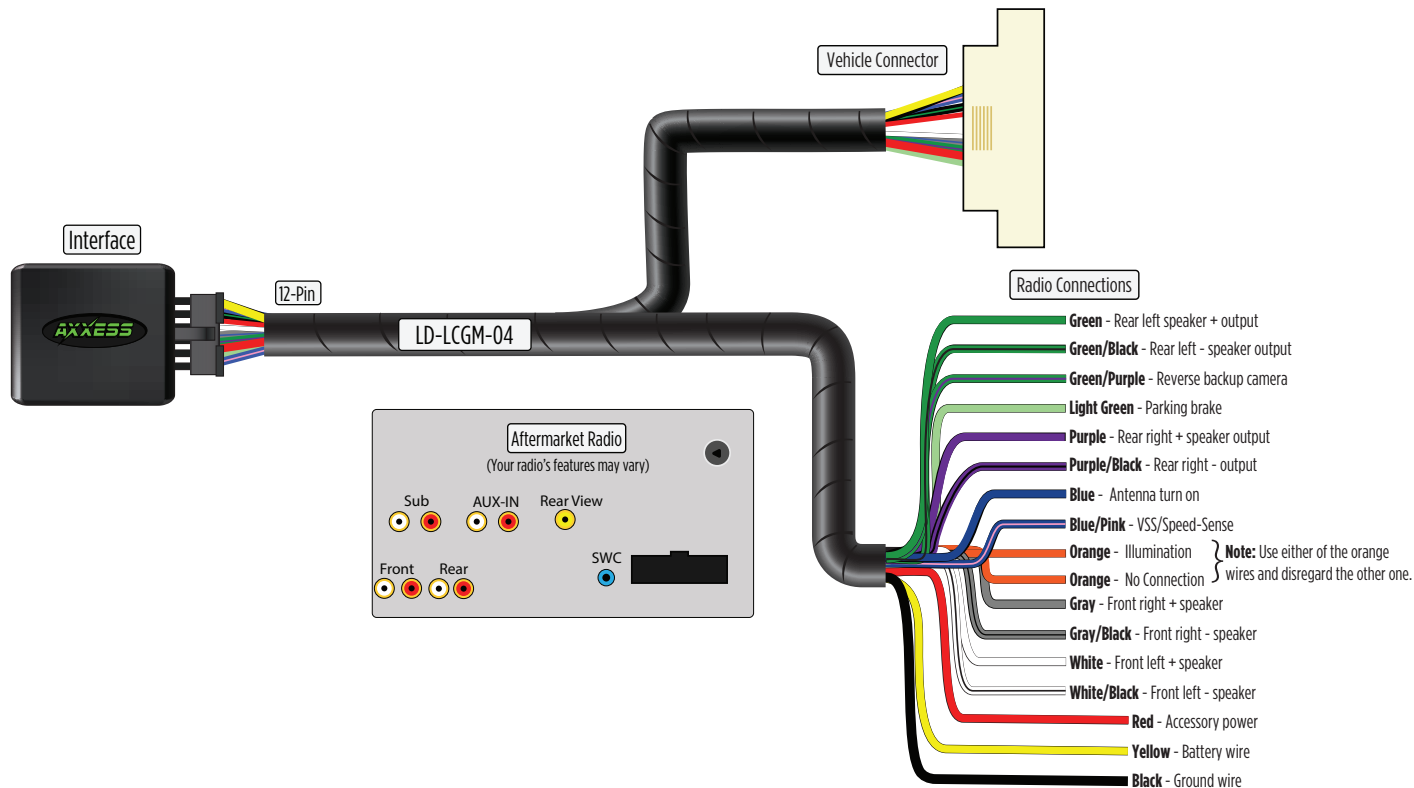 Vehicle Connector
Interface
AXXESS
12-Pin
LD-LCGM-04
Radio Connections
Green - Rear left speaker + output
Green/Black - Rear left - speaker output
Green/Purple - Reverse backup camera
Light Green - Parking brake
Purple - Rear right + speaker output
Purple/Black - Rear right - output
Blue - Antenna turn on
Blue/Pink - VSS/Speed-Sense
Orange - Illumination
Orange - No Connection
Note: Use either of the orange
wires and disregard the other one.
Gray - Front right + speaker
Gray/Black - Front right - speaker
White - Front left + speaker
White/Black - Front left - speaker
Red - Accessory power
Yellow - Battery wire
Black - Ground wire
Aftermarket Radio
(Your radio's features may vary)
Sub
AUX-IN
Rear View
SWC
Front
Rear